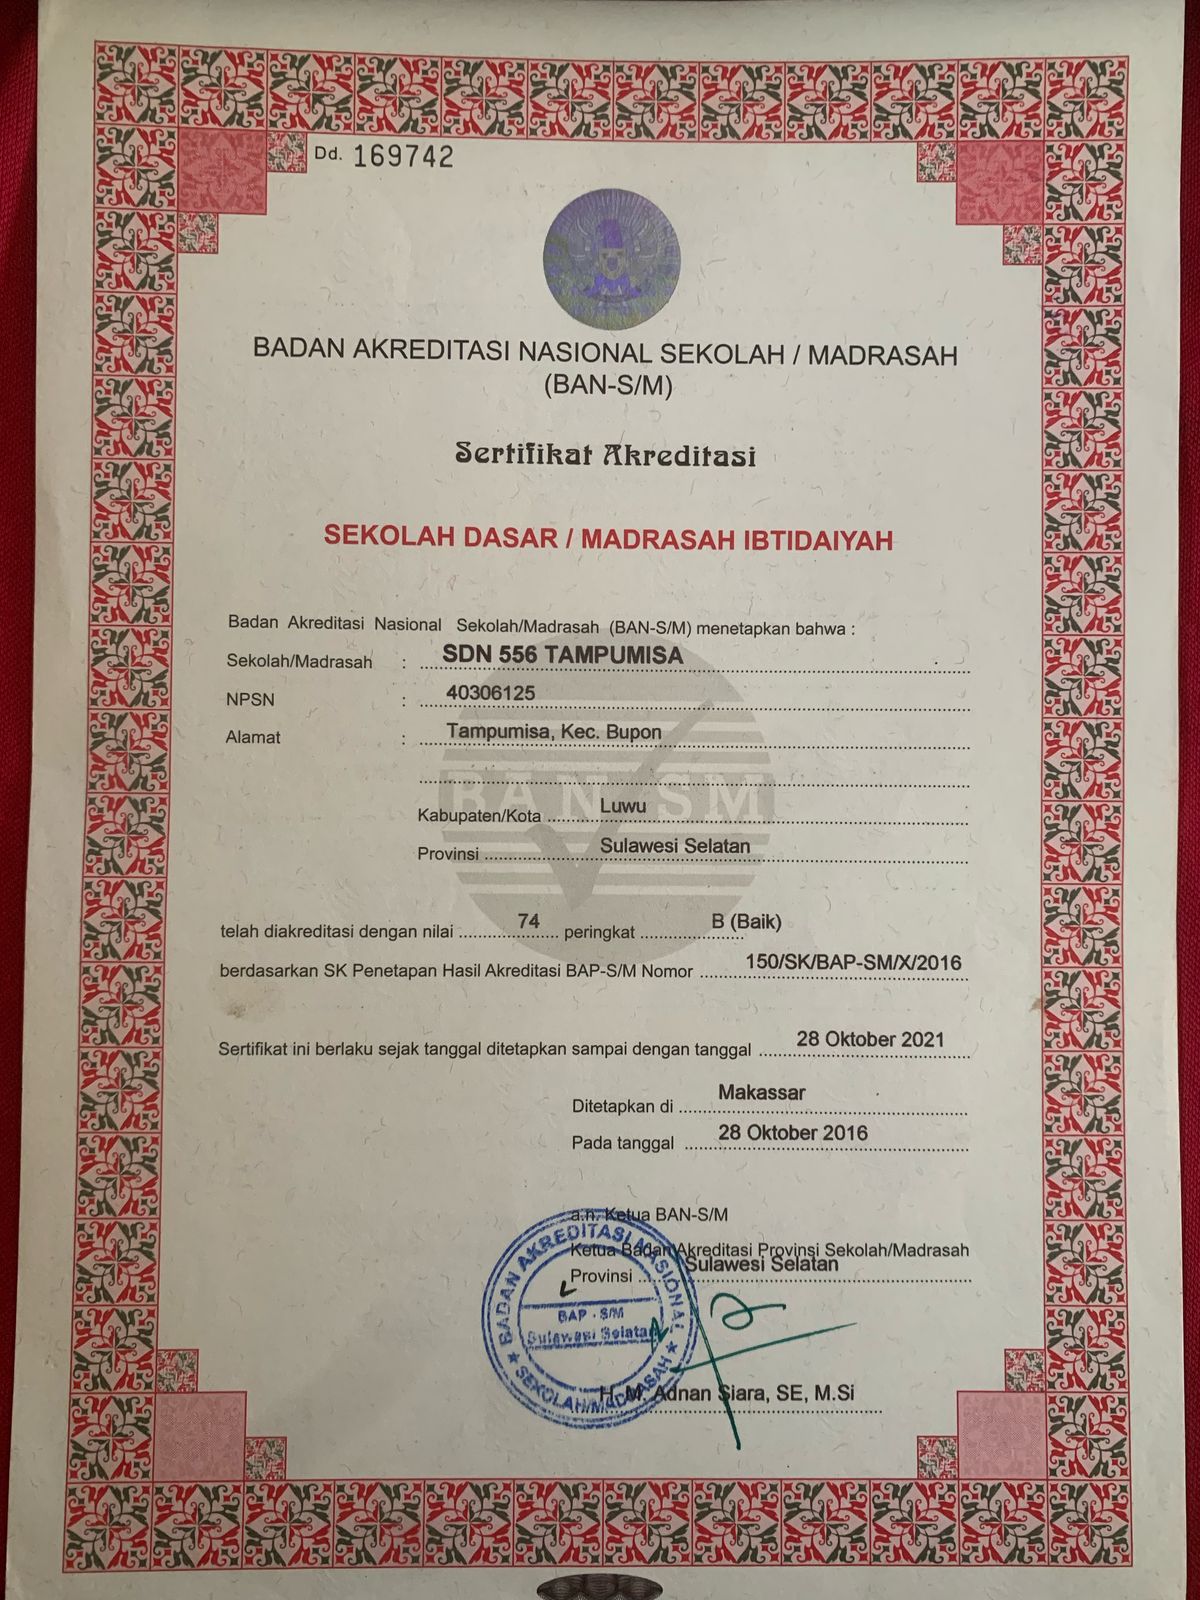 Dd. 169742
BADAN AKREDITASI NASIONAL SEKOLAH / MADRASAH
(BAN-S/M)
Sertifikat Akreditasi
SEKOLAH DASAR / MADRASAH IBTIDAIYAH
Badan Akreditasi Nasional Sekolah/Madrasah (BAN-S/M) menetapkan bahwa :
Sekolah/Madrasah : SDN 556 TAMPUMISA
NPSN : 40306125
Alamat : Tampumisa, Kec. Bupon
BAN SM
Kabupaten/Kota Luwu
Provinsi Sulawesi Selatan
telah diakreditasi dengan nilai 74 peringkat B (Baik)
berdasarkan SK Penetapan Hasil Akreditasi BAP-S/M Nomor 150/SK/BAP-SM/X/2016
Sertifikat ini berlaku sejak tanggal ditetapkan sampai dengan tanggal 28 Oktober 2021
Ditetapkan di Makassar
Pada tanggal 28 Oktober 2016
a.n. Ketua BAN-S/M
Ketua Badan Akreditasi Provinsi Sekolah/Madrasah
Provinsi Sulawesi Selatan
BADAN AKREDITASI NASIONAL
BAP - S/M
Sulawesi Selatan
SEKOLAH/MADRASAH
H. M. Adnan Siara, SE, M.Si